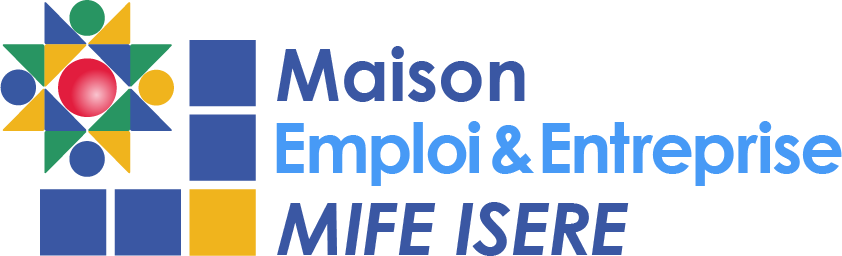 Maison
Emploi & Entreprise
MIFE ISERE